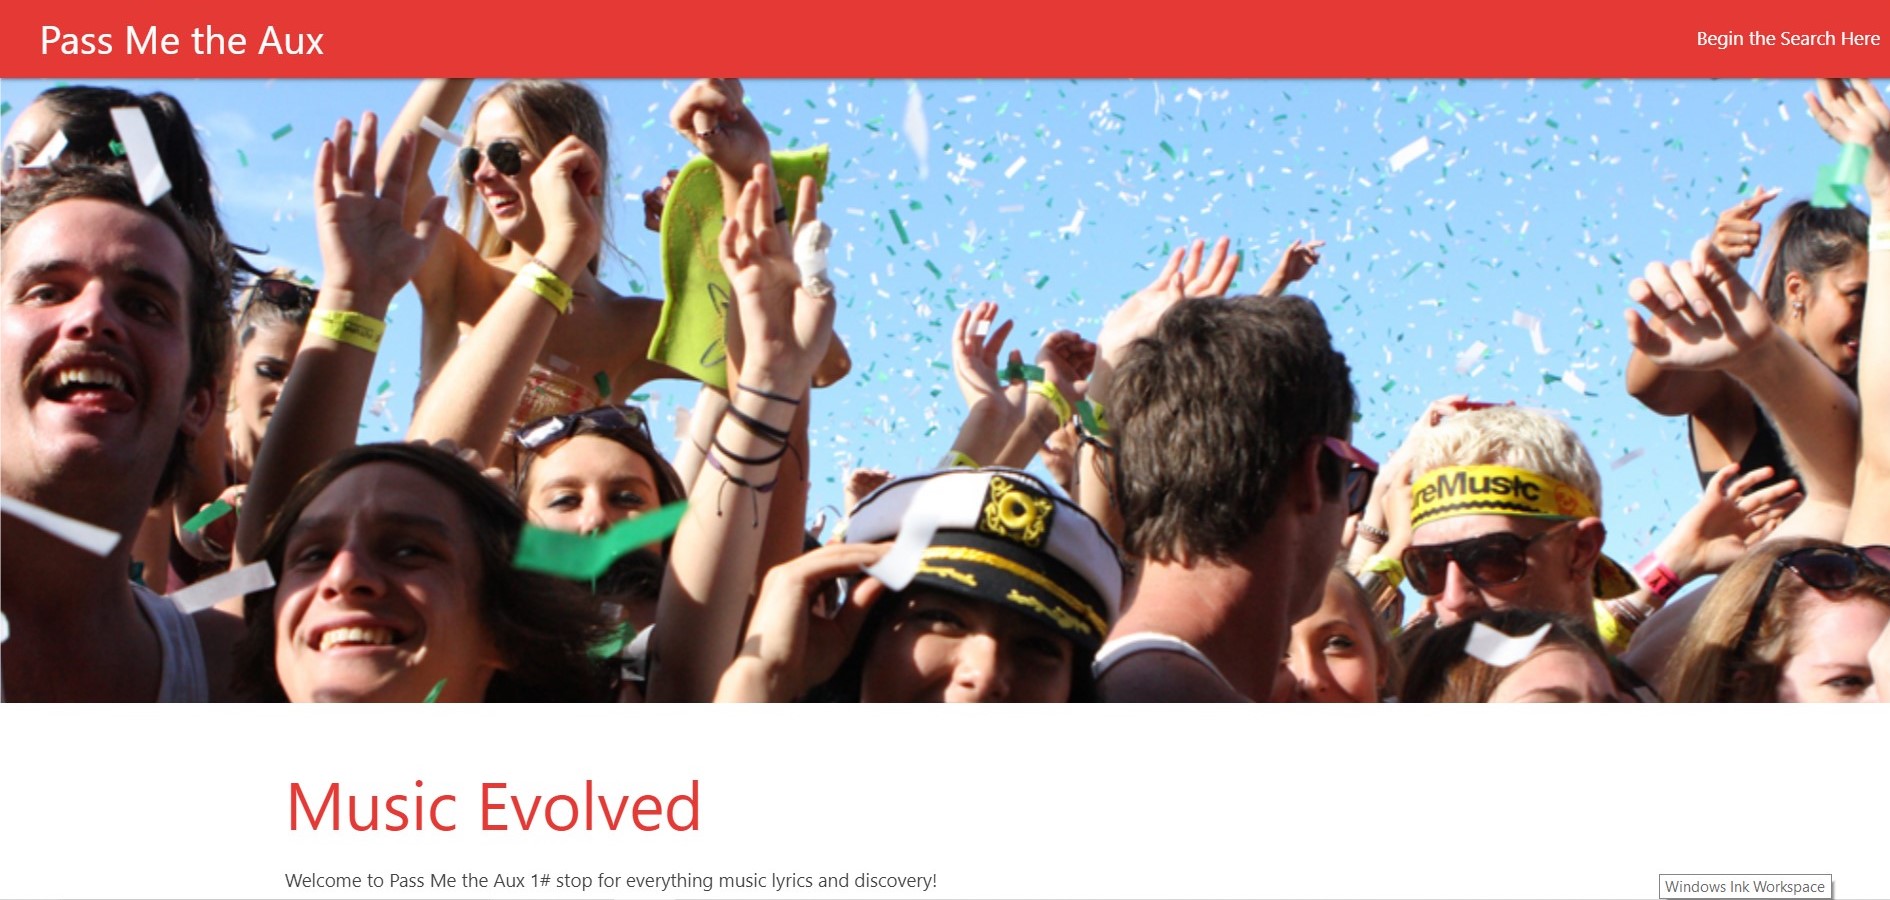 Pass Me the Aux
Begin the Search Here
reMusic
Music Evolved
Welcome to Pass Me the Aux 1# stop for everything music lyrics and discovery!
Windows Ink Workspace